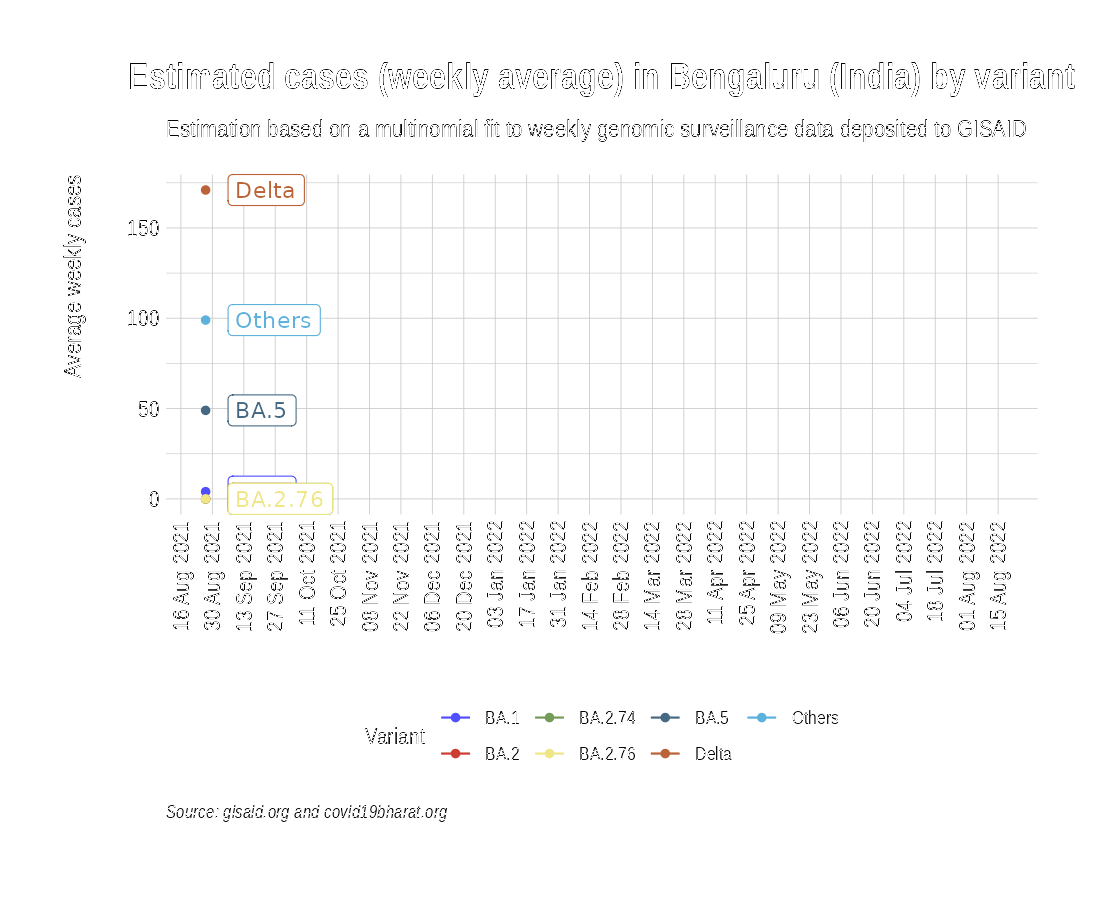 Estimated cases (weekly average) in Bengaluru (India) by variant
Estimation based on a multinomial fit to weekly genomic surveillance data deposited to GISAID
Average weekly cases
150
100
50
0
Delta
Others
BA.5
BA.2.76
16 Aug 2021
30 Aug 2021
13 Sep 2021
27 Sep 2021
11 Oct 2021
25 Oct 2021
08 Nov 2021
22 Nov 2021
06 Dec 2021
20 Dec 2021
03 Jan 2022
17 Jan 2022
31 Jan 2022
14 Feb 2022
28 Feb 2022
14 Mar 2022
28 Mar 2022
11 Apr 2022
25 Apr 2022
09 May 2022
23 May 2022
06 Jun 2022
20 Jun 2022
04 Jul 2022
18 Jul 2022
01 Aug 2022
15 Aug 2022
Variant
BA.1 BA.2.74 BA.5 Others
BA.2 BA.2.76 Delta
Source: gisaid.org and covid19bharat.org